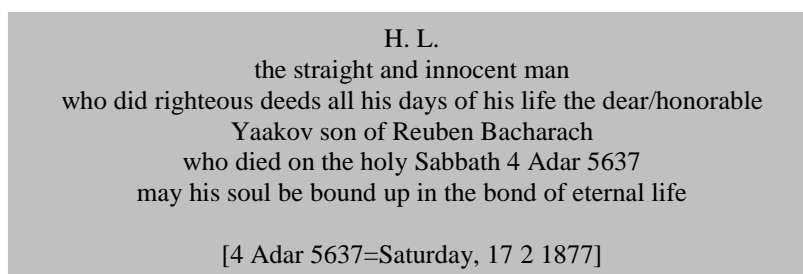 H. L.
the straight and innocent man
who did righteous deeds all his days of his life the dear/honorable
Yaakov son of Reuben Bacharach
who died on the holy Sabbath 4 Adar 5637
may his soul be bound up in the bond of eternal life
[4 Adar 5637=Saturday, 17 2 1877]